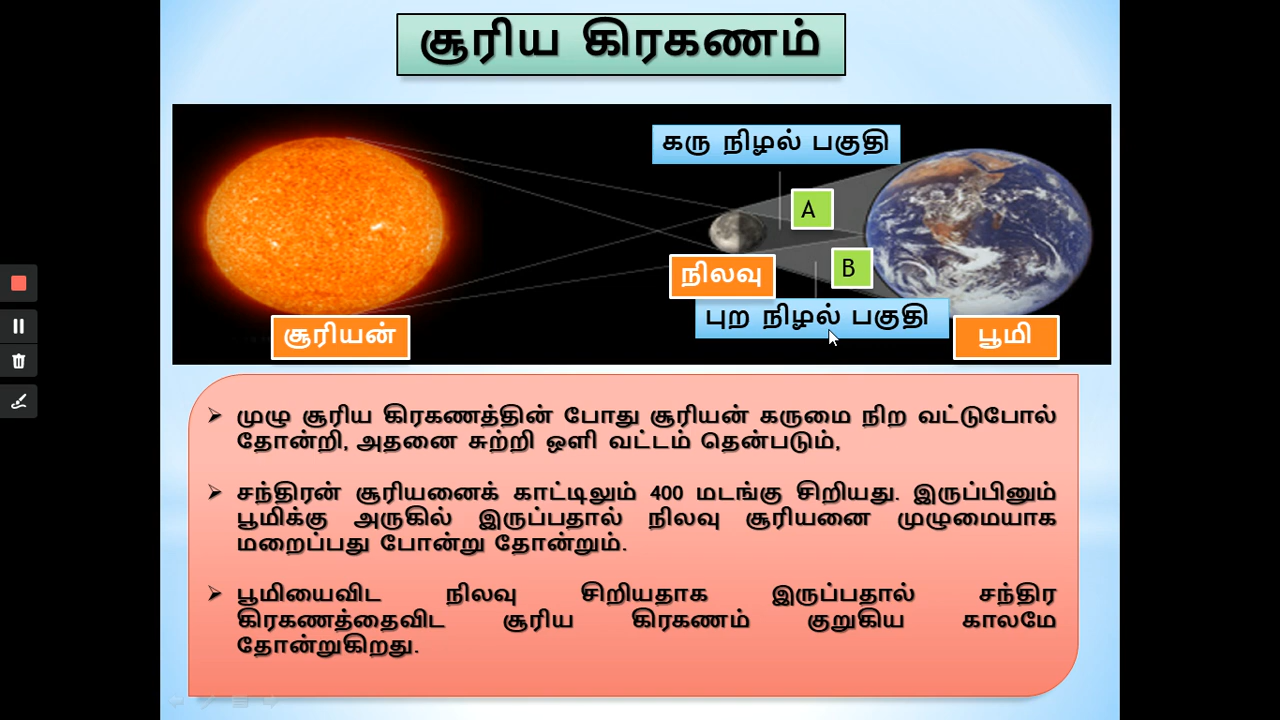 சூரிய கிரகணம்
கரு நிழல் பகுதி
A
B
நிலவு
புற நிழல் பகுதி
சூரியன்
பூமி
➢ முழு சூரிய கிரகணத்தின் போது சூரியன் கருமை நிற வட்டுபோல்
தோன்றி, அதனை சுற்றி ஒளி வட்டம் தென்படும்,
➢ சந்திரன் சூரியனைக் காட்டிலும் 400 மடங்கு சிறியது. இருப்பினும்
பூமிக்கு அருகில் இருப்பதால் நிலவு சூரியனை முழுமையாக
மறைப்பது போன்று தோன்றும்.
➢ பூமியைவிட நிலவு சிறியதாக இருப்பதால் சந்திர
கிரகணத்தைவிட சூரிய கிரகணம் குறுகிய காலமே
தோன்றுகிறது.